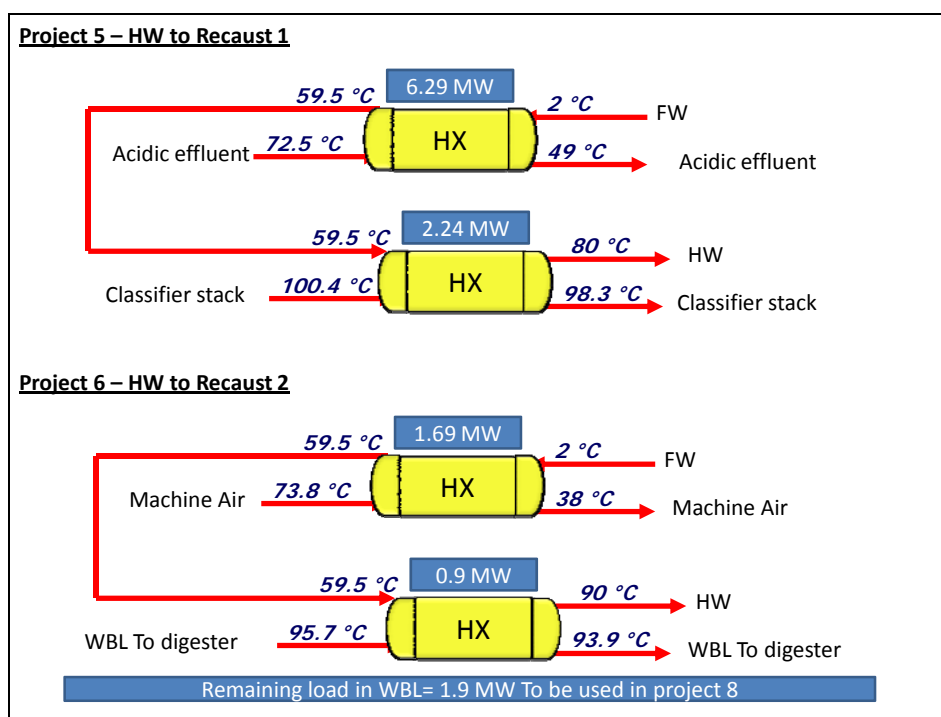 Project 5 – HW to Recaust 1
6.29 MW
59.5 °C
2 °C
FW
HX
Acidic effluent
72.5 °C
49 °C
Acidic effluent
2.24 MW
59.5 °C
80 °C
HW
HX
Classifier stack
100.4 °C
98.3 °C
Classifier stack
Project 6 – HW to Recaust 2
1.69 MW
59.5 °C
2 °C
FW
HX
Machine Air
73.8 °C
38 °C
Machine Air
0.9 MW
59.5 °C
90 °C
HW
HX
WBL To digester
95.7 °C
93.9 °C
WBL To digester
Remaining load in WBL= 1.9 MW To be used in project 8